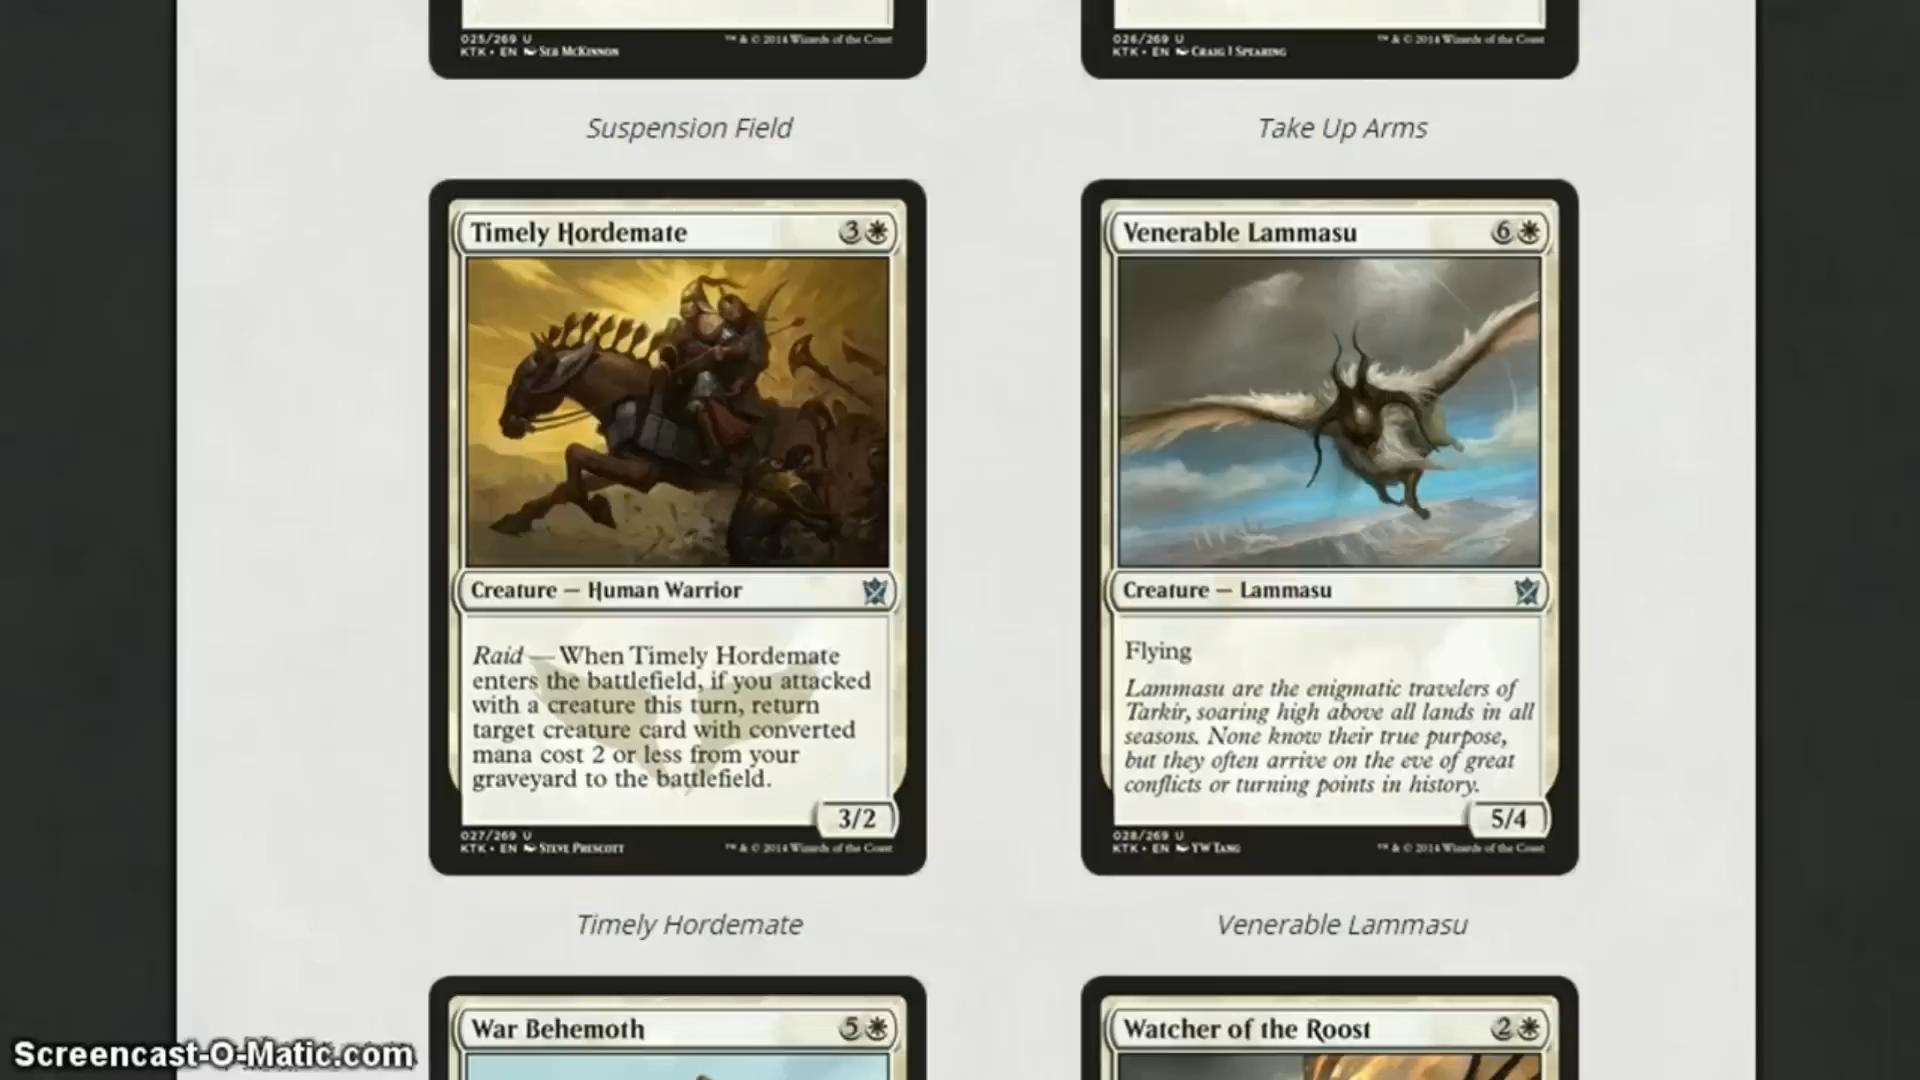 025/269 U
KTK • EN SEB MCKINNON
™ & © 2014 Wizards of the Coast
026/269 U
KTK • EN CRAIG J SPEARING
™ & © 2014 Wizards of the Coast
Suspension Field
Take Up Arms
Timely Hordemate 3
Creature — Human Warrior
Raid — When Timely Hordemate
enters the battlefield, if you attacked
with a creature this turn, return
target creature card with converted
mana cost 2 or less from your
graveyard to the battlefield.
3/2
027/269 U
KTK • EN STEVE PRESCOTT
™ & © 2014 Wizards of the Coast
Venerable Lammasu 6
Creature — Lammasu
Flying
Lammasu are the enigmatic travelers of
Tarkir, soaring high above all lands in all
seasons. None know their true purpose,
but they often arrive on the eve of great
conflicts or turning points in history.
5/4
028/269 U
KTK • EN YW TANG
™ & © 2014 Wizards of the Coast
Timely Hordemate
Venerable Lammasu
War Behemoth 5
Watcher of the Roost 2
Screencast-O-Matic.com